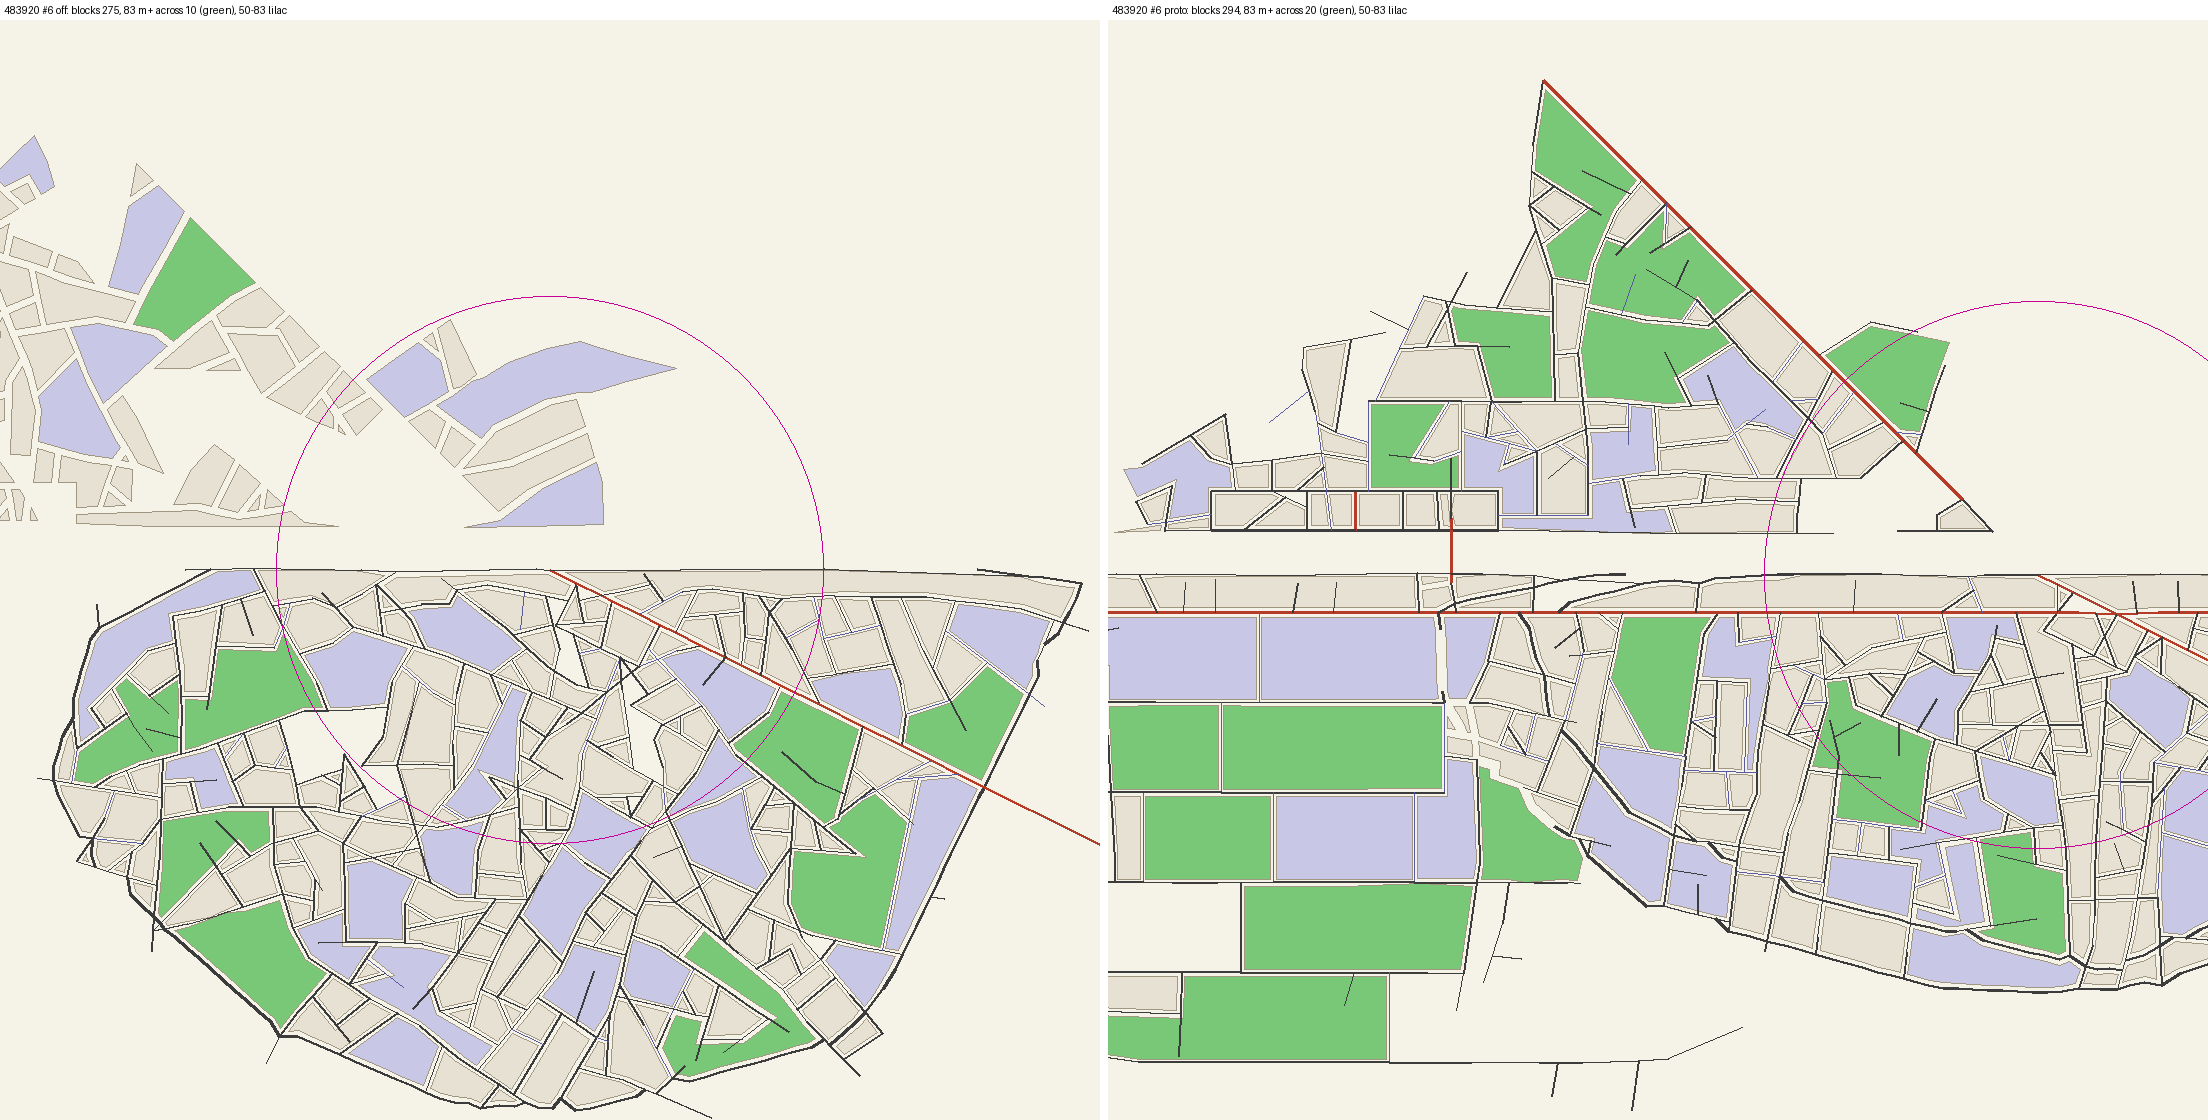 483920 #6 off: blocks 275, 83 m+ across 10 (green), 50-83 lilac
483920 #6 proto: blocks 294, 83 m+ across 20 (green), 50-83 lilac